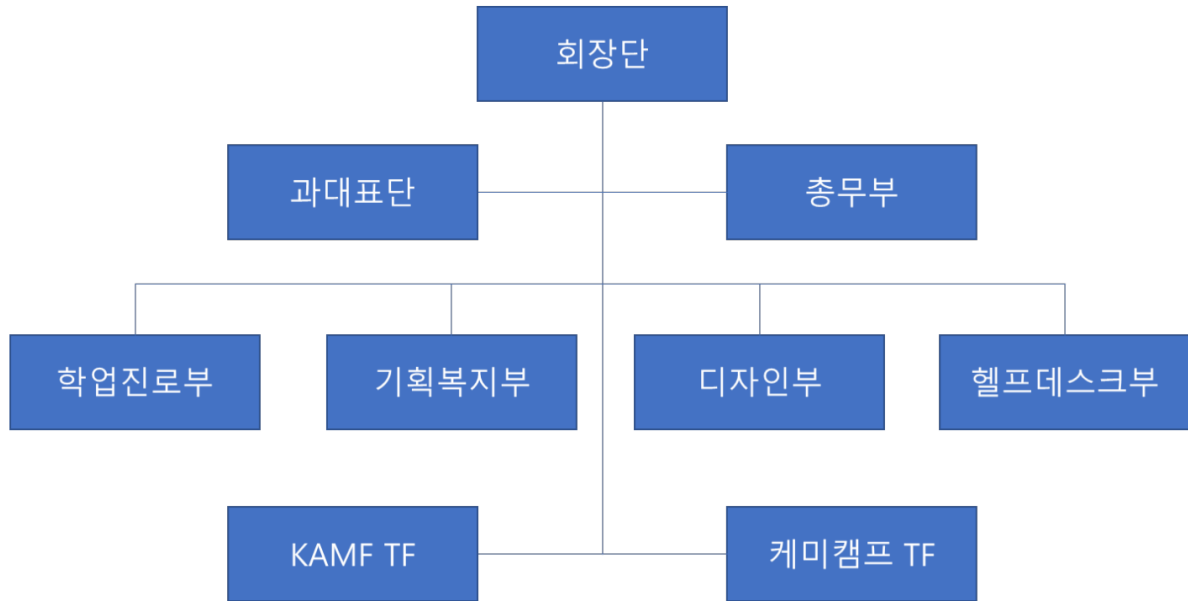 회장단
과대표단
총무부
학업진로부
기획복지부
디자인부
헬프데스크부
KAMF TF
케미캠프 TF